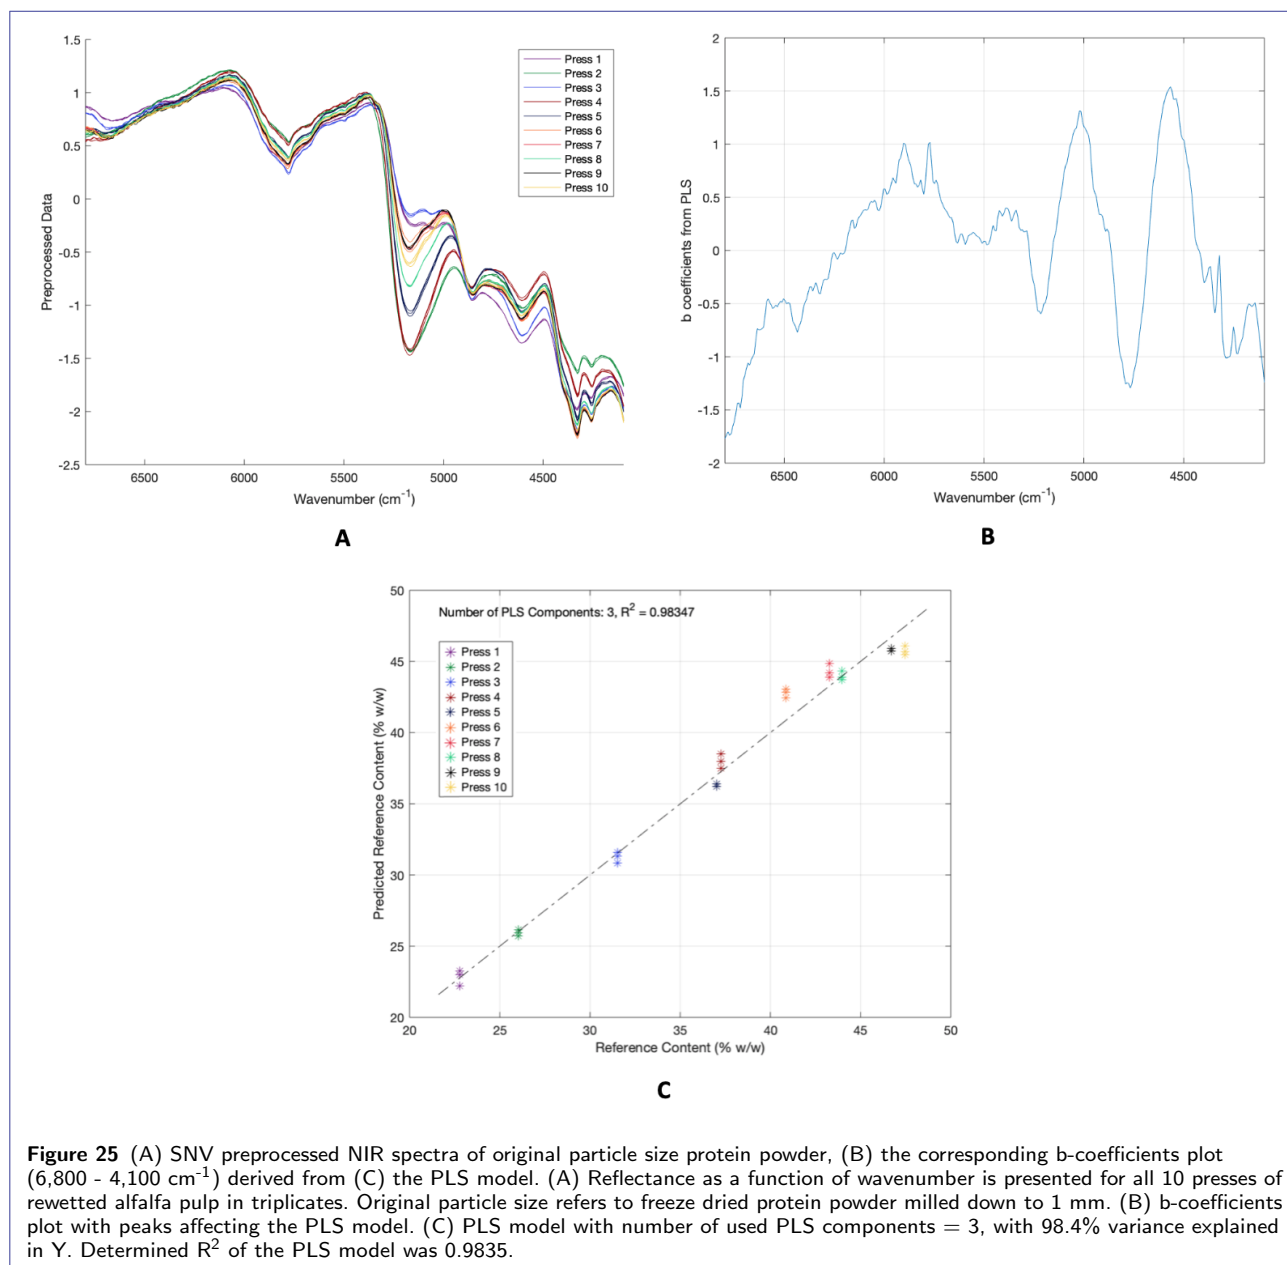 1.5
1
0.5
0
-0.5
-1
-1.5
-2
-2.5
Preprocessed Data
6500 6000 5500 5000 4500
Wavenumber (cm⁻¹)
Press 1
Press 2
Press 3
Press 4
Press 5
Press 6
Press 7
Press 8
Press 9
Press 10
A
2
1.5
1
0.5
0
-0.5
-1
-1.5
-2
b coefficients from PLS
6500 6000 5500 5000 4500
Wavenumber (cm⁻¹)
B
50
45
40
35
30
25
20
Predicted Reference Content (% w/w)
Number of PLS Components: 3, R² = 0.98347
Press 1
Press 2
Press 3
Press 4
Press 5
Press 6
Press 7
Press 8
Press 9
Press 10
20 25 30 35 40 45 50
Reference Content (% w/w)
C
Figure 25 (A) SNV preprocessed NIR spectra of original particle size protein powder, (B) the corresponding b-coefficients plot
(6,800 - 4,100 cm⁻¹) derived from (C) the PLS model. (A) Reflectance as a function of wavenumber is presented for all 10 presses of
rewetted alfalfa pulp in triplicates. Original particle size refers to freeze dried protein powder milled down to 1 mm. (B) b-coefficients
plot with peaks affecting the PLS model. (C) PLS model with number of used PLS components = 3, with 98.4% variance explained
in Y. Determined R² of the PLS model was 0.9835.